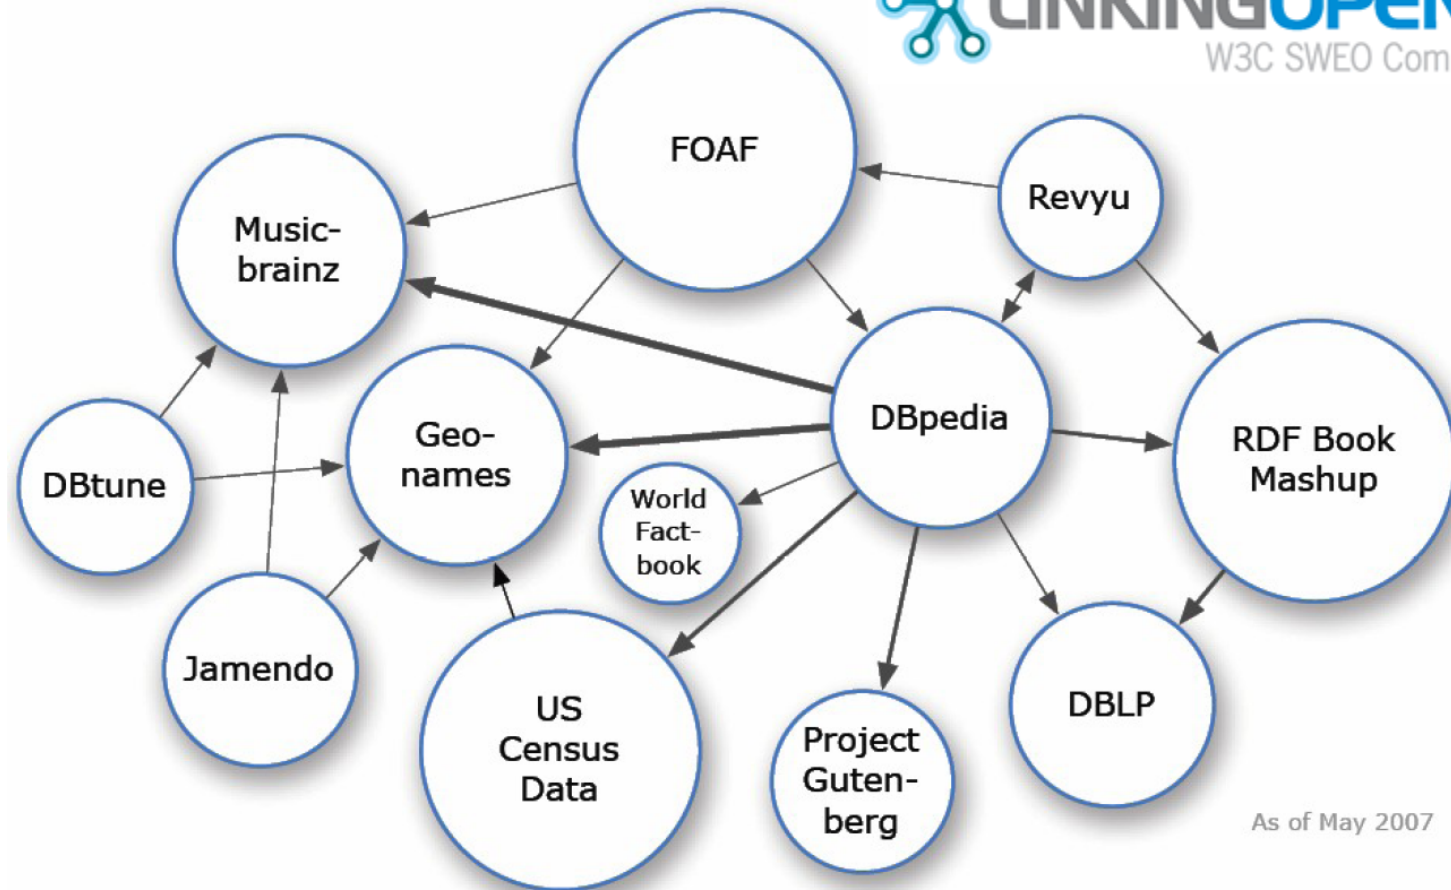 LINKINGOPEN
W3C SWEO Com
FOAF
Revyu
Music-
brainz
DBpedia
Geo-
names
RDF Book
Mashup
DBtune
World
Fact-
book
Jamendo
US
Census
Data
Project
Guten-
berg
DBLP
As of May 2007